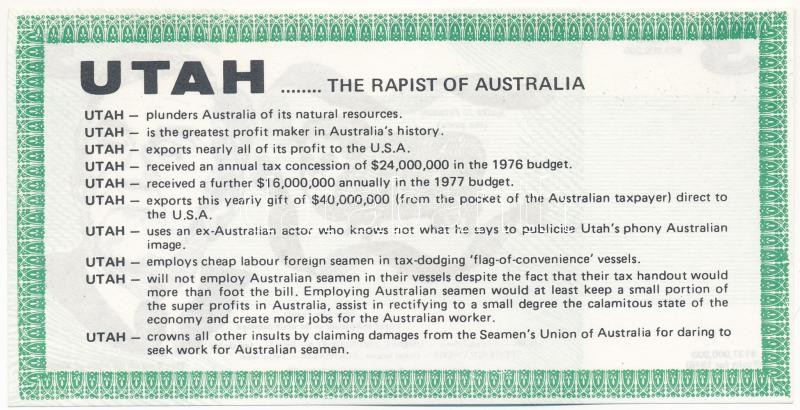 UTAH ........ THE RAPIST OF AUSTRALIA
UTAH — plunders Australia of its natural resources.
UTAH — is the greatest profit maker in Australia's history.
UTAH — exports nearly all of its profit to the U.S.A.
UTAH — received an annual tax concession of $24,000,000 in the 1976 budget.
UTAH — received a further $16,000,000 annually in the 1977 budget.
UTAH — exports this yearly gift of $40,000,000 (from the pocket of the Australian taxpayer) direct to
the U.S.A.
UTAH — uses an ex-Australian actor who knows not what he says to publicise Utah's phony Australian
image.
UTAH — employs cheap labour foreign seamen in tax-dodging 'flag-of-convenience' vessels.
UTAH — will not employ Australian seamen in their vessels despite the fact that their tax handout would
more than foot the bill. Employing Australian seamen would at least keep a small portion of
the super profits in Australia, assist in rectifying to a small degree the calamitous state of the
economy and create more jobs for the Australian worker.
UTAH — crowns all other insults by claiming damages from the Seamen's Union of Australia for daring to
seek work for Australian seamen.